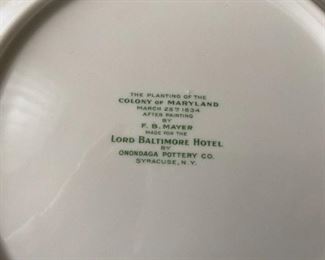 THE PLANTING OF THE
COLONY OF MARYLAND
MARCH 25TH 1634
AFTER PAINTING
BY
F. B. MAYER
MADE FOR THE
LORD BALTIMORE HOTEL
BY
ONONDAGA POTTERY CO.
SYRACUSE, N.Y.